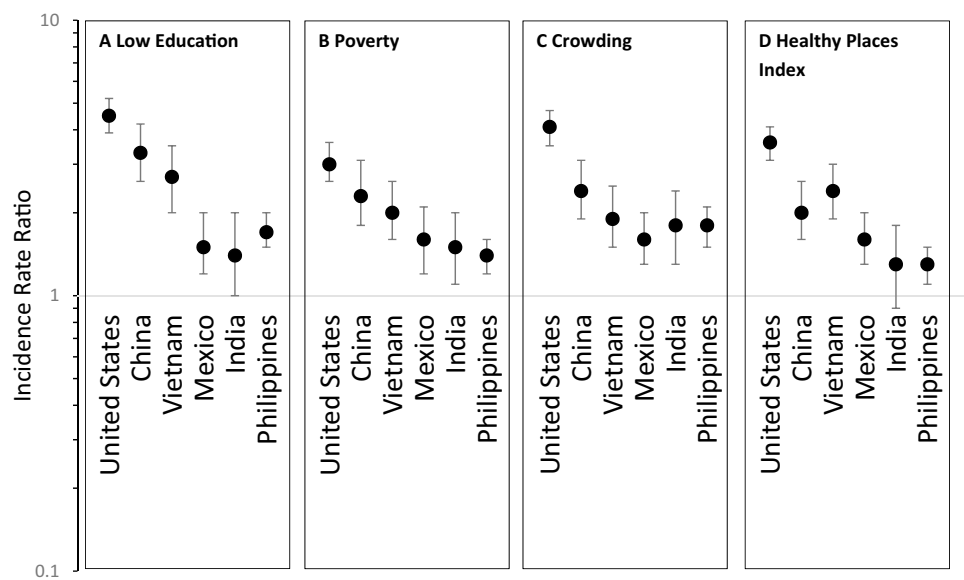 10
1
0.1
Incidence Rate Ratio
A Low Education
United States
China
Vietnam
Mexico
India
Philippines
B Poverty
United States
China
Vietnam
Mexico
India
Philippines
C Crowding
United States
China
Vietnam
Mexico
India
Philippines
D Healthy Places
Index
United States
China
Vietnam
Mexico
India
Philippines